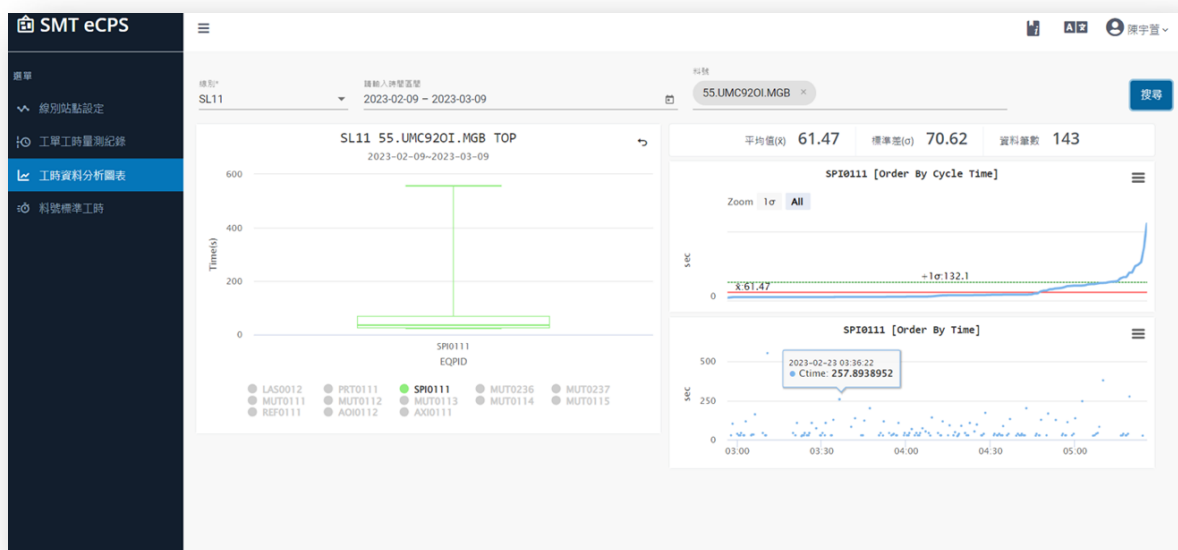 SMT eCPS
陳宇萱
選單
線別站點設定
工單工時量測紀錄
工時資料分析圖表
料號標準工時
線別*
SL11
請輸入時間區間
2023-02-09 – 2023-03-09
料號
55.UMC92OI.MGB ×
搜尋
SL11 55.UMC92OI.MGB TOP
2023-02-09~2023-03-09
Time(s)
600
400
200
0
SPI0111
EQPID
LAS0012 PRT0111 SPI0111 MUT0236 MUT0237
MUT0111 MUT0112 MUT0113 MUT0114 MUT0115
REF0111 AOI0112 AXI0111
平均值(x̄) 61.47 標準差(σ) 70.62 資料筆數 143
SPI0111 [Order By Cycle Time]
Zoom 1σ All
sec
+1σ:132.1
x̄:61.47
0
SPI0111 [Order By Time]
sec
500
250
0
2023-02-23 03:36:22
Ctime: 257.8938952
03:00 03:30 04:00 04:30 05:00